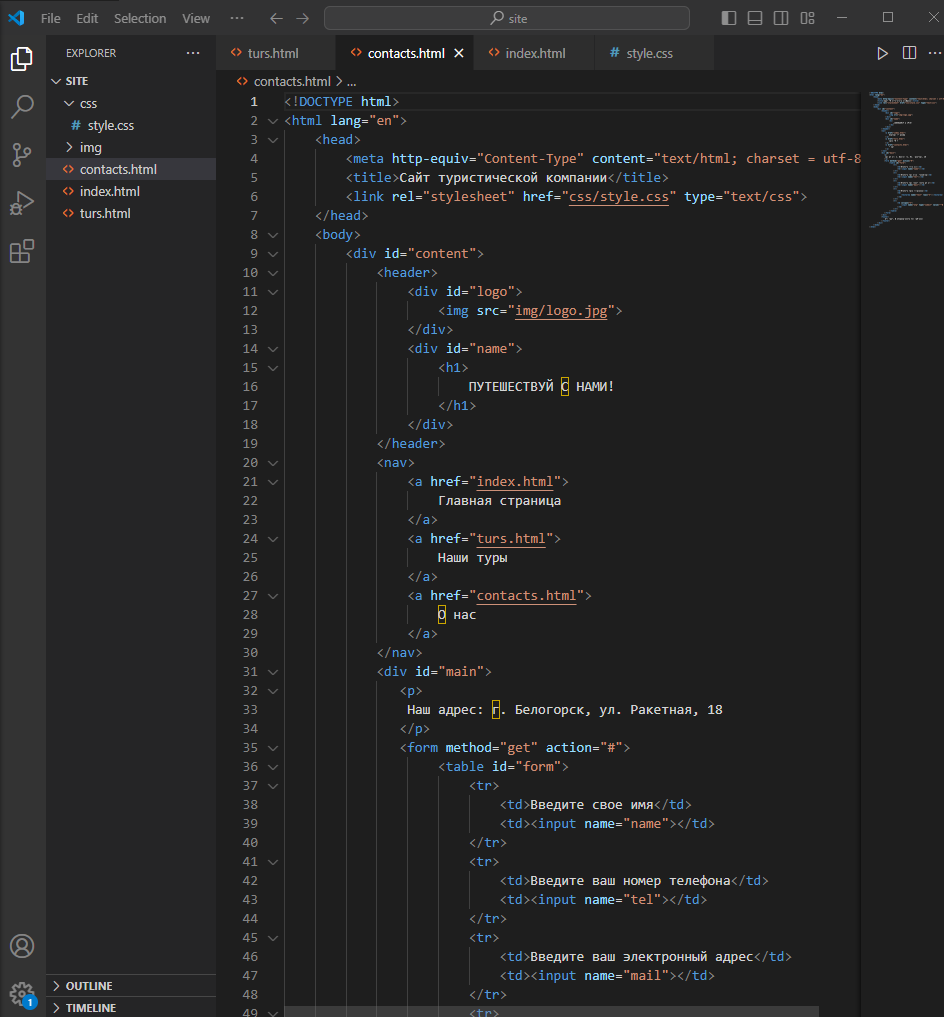 File Edit Selection View ··· site
EXPLORER ···
SITE
css
# style.css
img
contacts.html
index.html
turs.html
OUTLINE
TIMELINE
1
turs.html contacts.html index.html # style.css
contacts.html > ...
1 <!DOCTYPE html>
2 <html lang="en">
3 <head>
4 <meta http-equiv="Content-Type" content="text/html; charset = utf-8
5 <title>Сайт туристической компании</title>
6 <link rel="stylesheet" href="css/style.css" type="text/css">
7 </head>
8 <body>
9 <div id="content">
10 <header>
11 <div id="logo">
12 <img src="img/logo.jpg">
13 </div>
14 <div id="name">
15 <h1>
16 ПУТЕШЕСТВУЙ С НАМИ!
17 </h1>
18 </div>
19 </header>
20 <nav>
21 <a href="index.html">
22 Главная страница
23 </a>
24 <a href="turs.html">
25 Наши туры
26 </a>
27 <a href="contacts.html">
28 О нас
29 </a>
30 </nav>
31 <div id="main">
32 <p>
33 Наш адрес: г. Белогорск, ул. Ракетная, 18
34 </p>
35 <form method="get" action="#">
36 <table id="form">
37 <tr>
38 <td>Введите свое имя</td>
39 <td><input name="name"></td>
40 </tr>
41 <tr>
42 <td>Введите ваш номер телефона</td>
43 <td><input name="tel"></td>
44 </tr>
45 <tr>
46 <td>Введите ваш электронный адрес</td>
47 <td><input name="mail"></td>
48 </tr>
49 <tr>